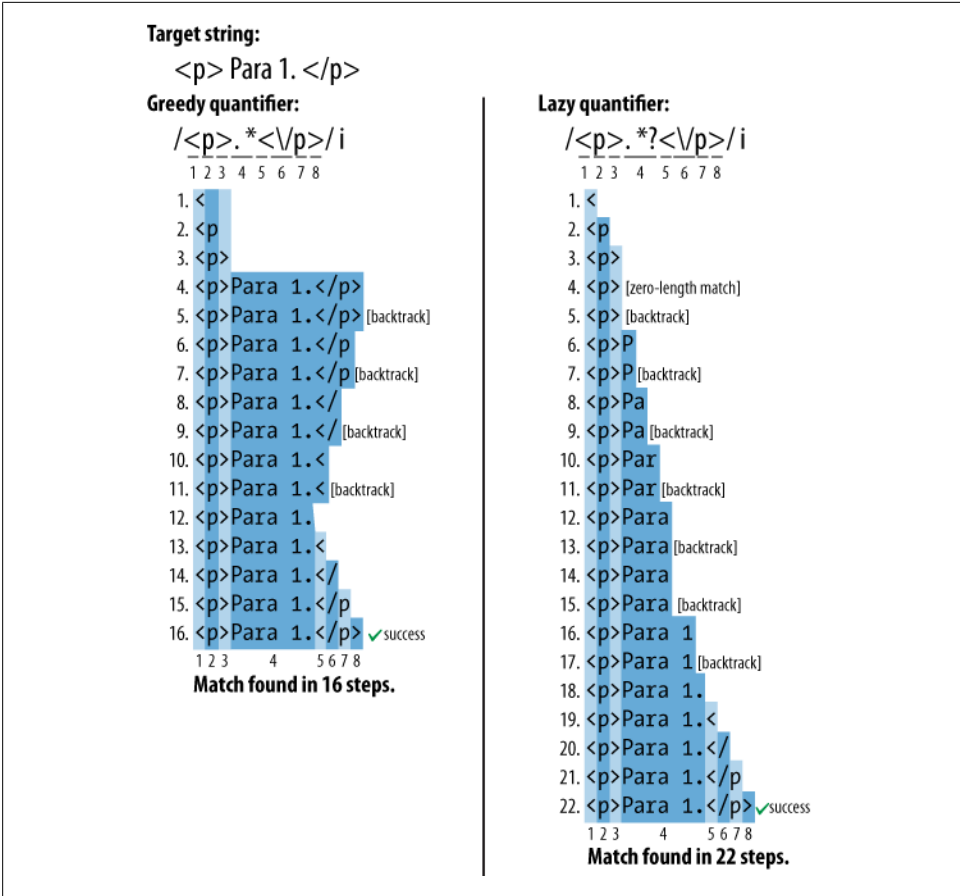 Target string:
<p> Para 1. </p>
Greedy quantifier:
/<p>. *<\/p>/ i
1 2 3 4 5 6 7 8
1. <
2. <p
3. <p>
4. <p>Para 1.</p>
5. <p>Para 1.</p> [backtrack]
6. <p>Para 1.</p
7. <p>Para 1.</p [backtrack]
8. <p>Para 1.</
9. <p>Para 1.</ [backtrack]
10. <p>Para 1.<
11. <p>Para 1.< [backtrack]
12. <p>Para 1.
13. <p>Para 1.<
14. <p>Para 1.</
15. <p>Para 1.</p
16. <p>Para 1.</p> ✓success
1 2 3 4 5 6 7 8
Match found in 16 steps.
Lazy quantifier:
/<p>. *?<\/p>/ i
1 2 3 4 5 6 7 8
1. <
2. <p
3. <p>
4. <p> [zero-length match]
5. <p> [backtrack]
6. <p>P
7. <p>P [backtrack]
8. <p>Pa
9. <p>Pa [backtrack]
10. <p>Par
11. <p>Par [backtrack]
12. <p>Para
13. <p>Para [backtrack]
14. <p>Para
15. <p>Para [backtrack]
16. <p>Para 1
17. <p>Para 1 [backtrack]
18. <p>Para 1.
19. <p>Para 1.<
20. <p>Para 1.</
21. <p>Para 1.</p
22. <p>Para 1.</p> ✓success
1 2 3 4 5 6 7 8
Match found in 22 steps.